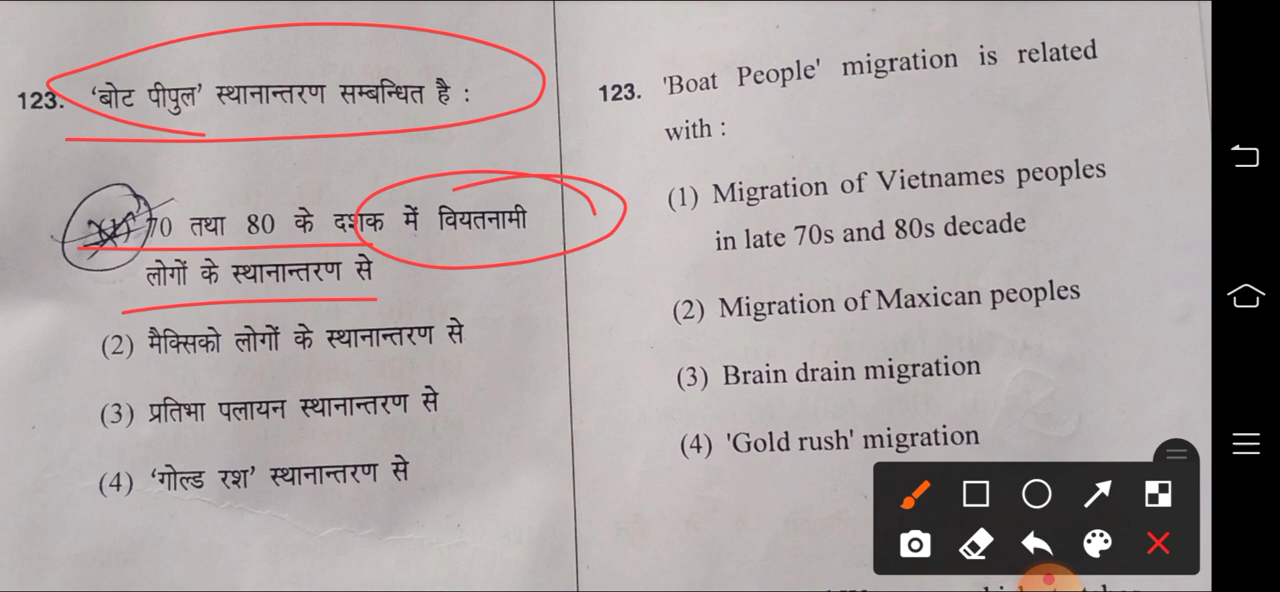 123. 'बोट पीपुल' स्थानान्तरण सम्बन्धित है :
70 तथा 80 के दशक में वियतनामी
लोगों के स्थानान्तरण से
(2) मैक्सिको लोगों के स्थानान्तरण से
(3) प्रतिभा पलायन स्थानान्तरण से
(4) 'गोल्ड रश' स्थानान्तरण से
123. 'Boat People' migration is related
with :
(1) Migration of Vietnames peoples
in late 70s and 80s decade
(2) Migration of Maxican peoples
(3) Brain drain migration
(4) 'Gold rush' migration